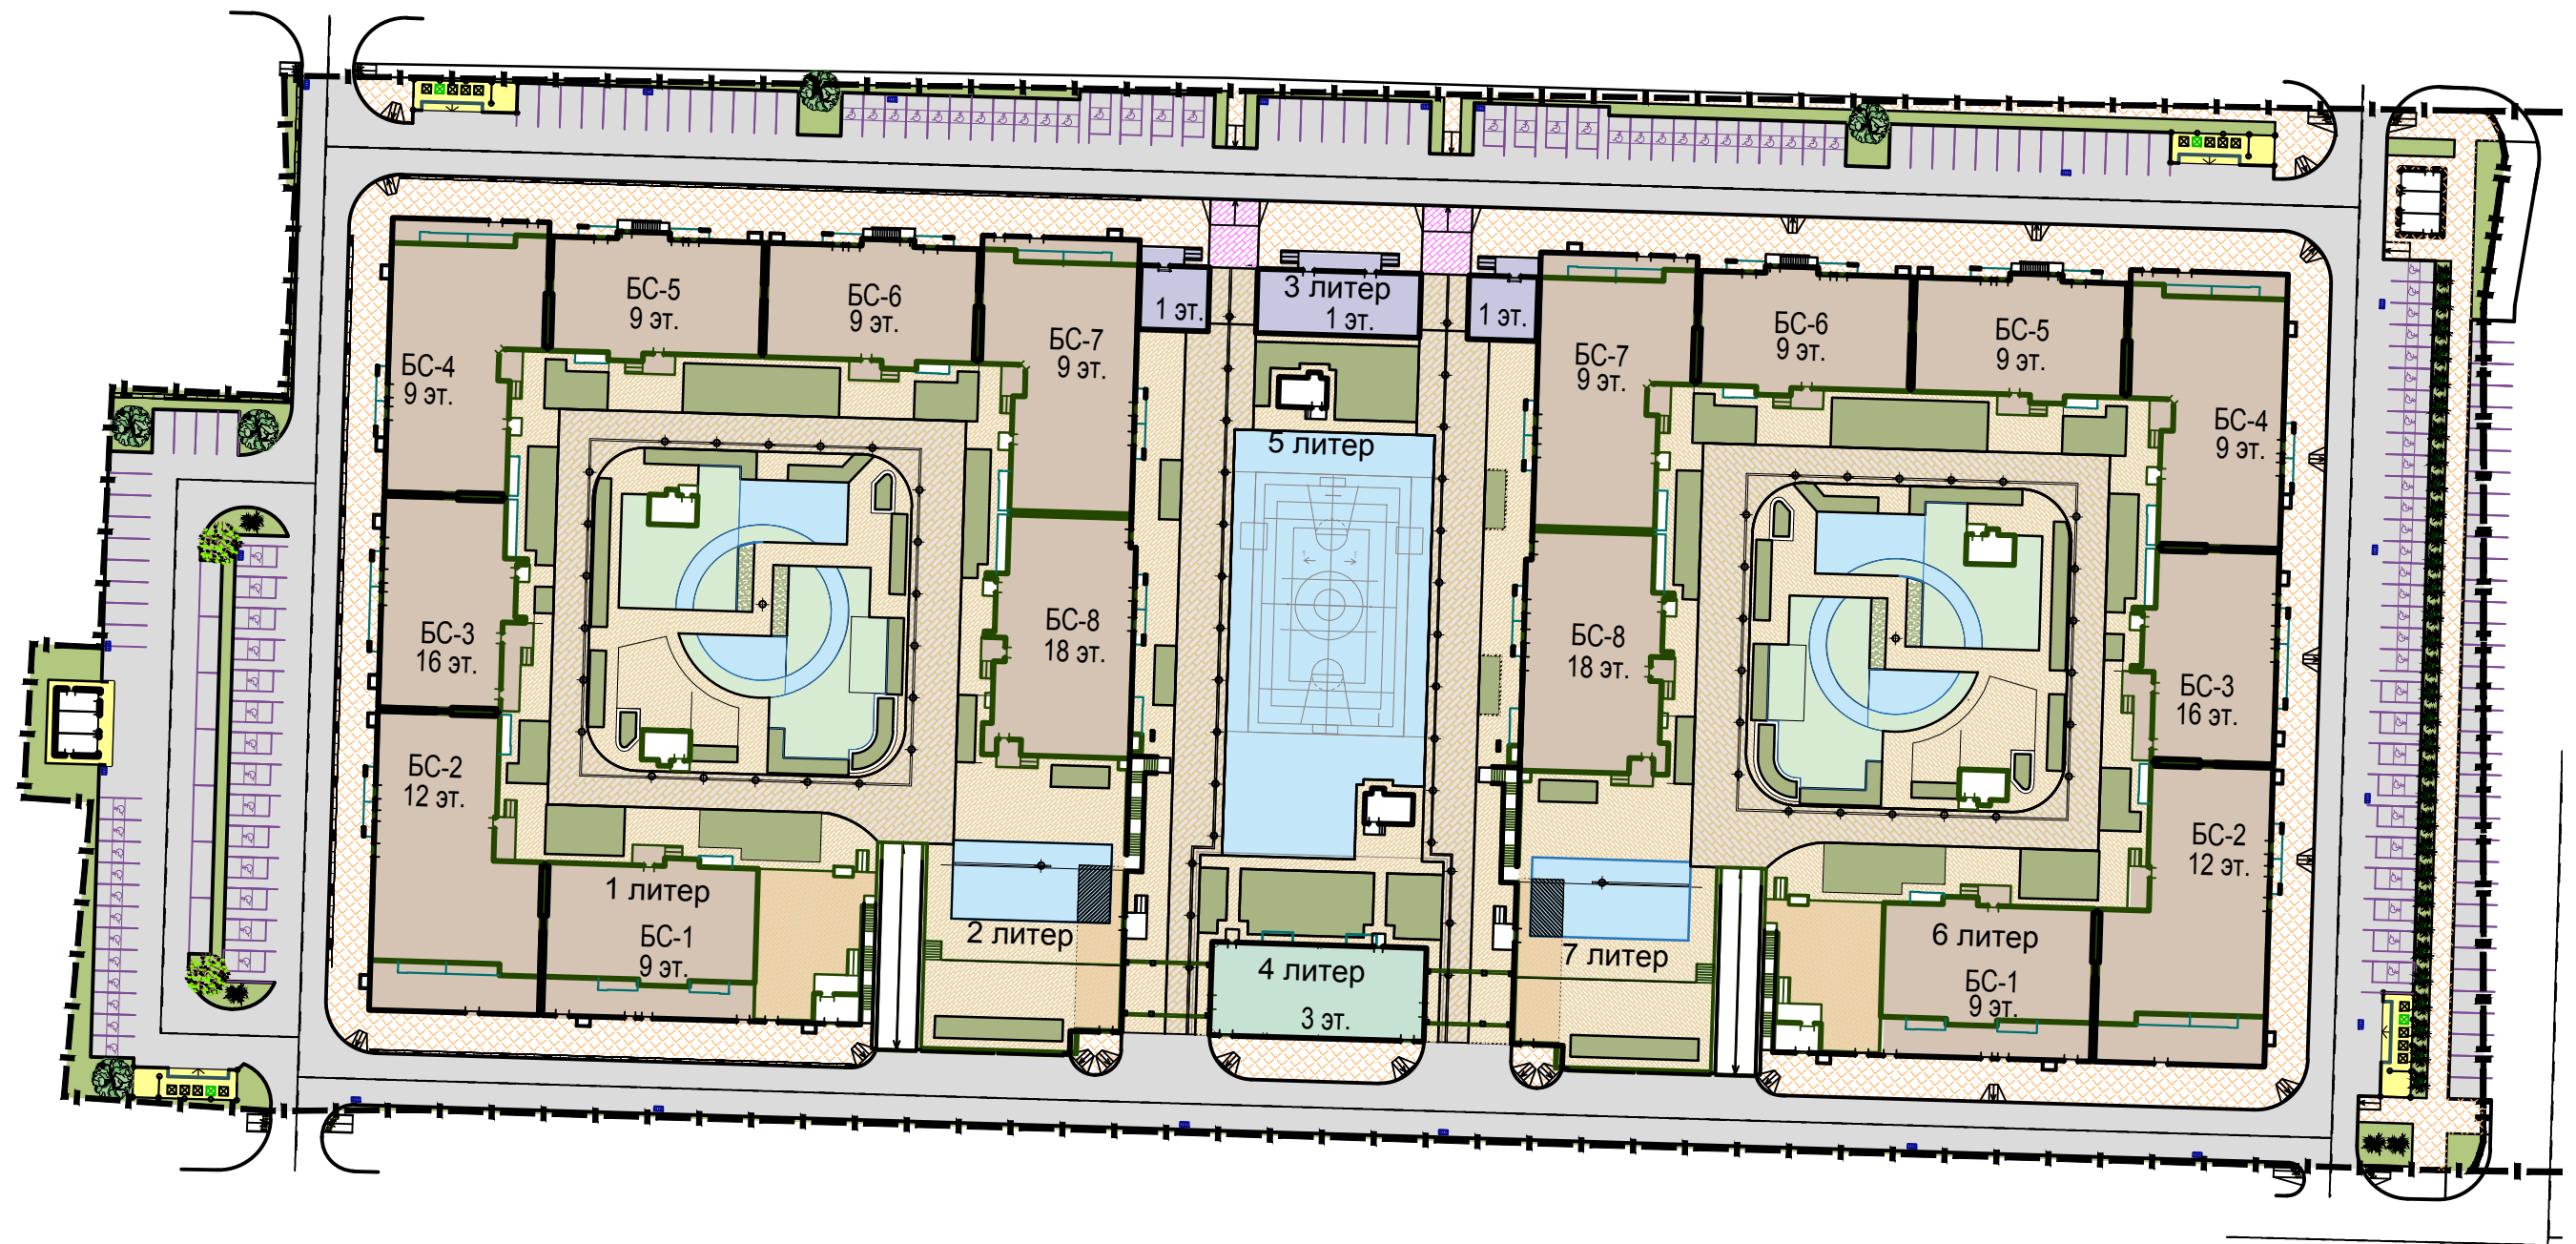 БС-5
9 эт.
БС-6
9 эт.
БС-7
9 эт.
БС-4
9 эт.
1 эт.
3 литер
1 эт.
1 эт.
БС-7
9 эт.
БС-6
9 эт.
БС-5
9 эт.
БС-4
9 эт.
5 литер
БС-3
16 эт.
БС-8
18 эт.
БС-8
18 эт.
БС-3
16 эт.
БС-2
12 эт.
БС-2
12 эт.
1 литер
БС-1
9 эт.
2 литер
4 литер
3 эт.
7 литер
6 литер
БС-1
9 эт.